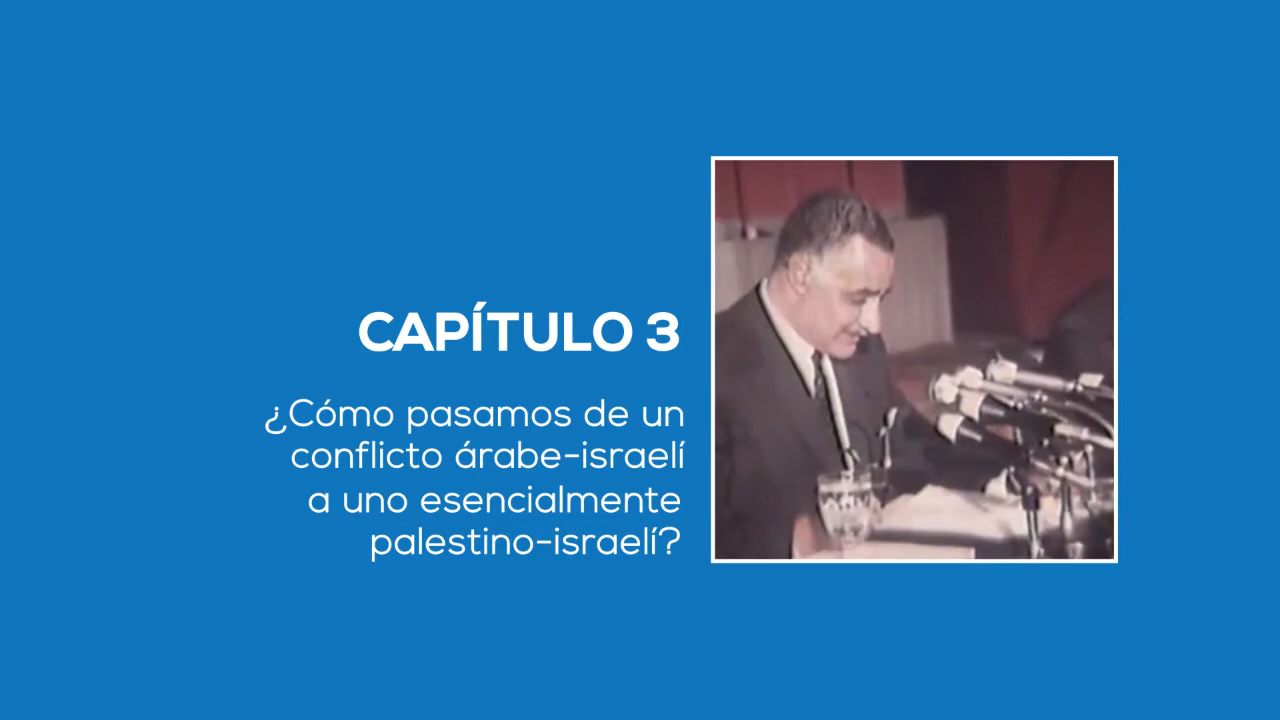 CAPÍTULO 3
¿Cómo pasamos de un
conflicto árabe-israelí
a uno esencialmente
palestino-israelí?